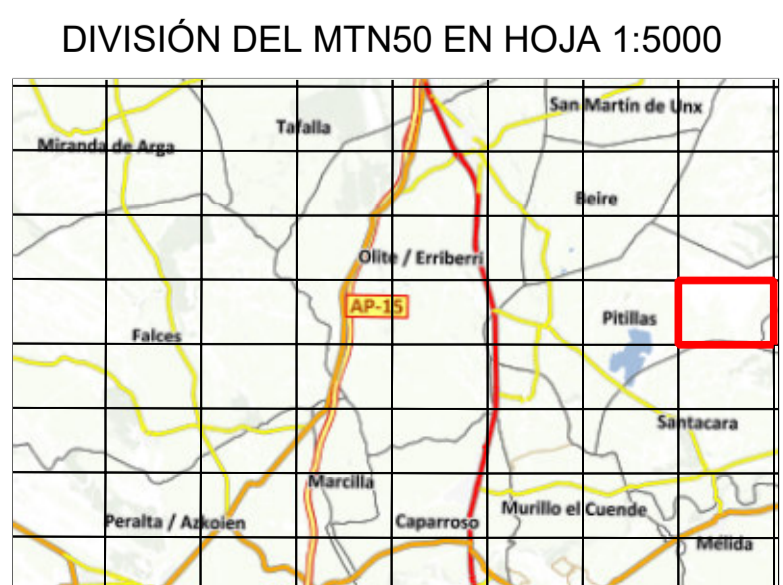 DIVISIÓN DEL MTN50 EN HOJA 1:5000
San Martín de Unx
Tafalla
Miranda de Arga
Beire
Olite / Erriberri
AP-15
Pitillas
Falces
Santacara
Marcilla
Murillo el Cuende
Peralta / Azkoien
Caparroso
Mélida